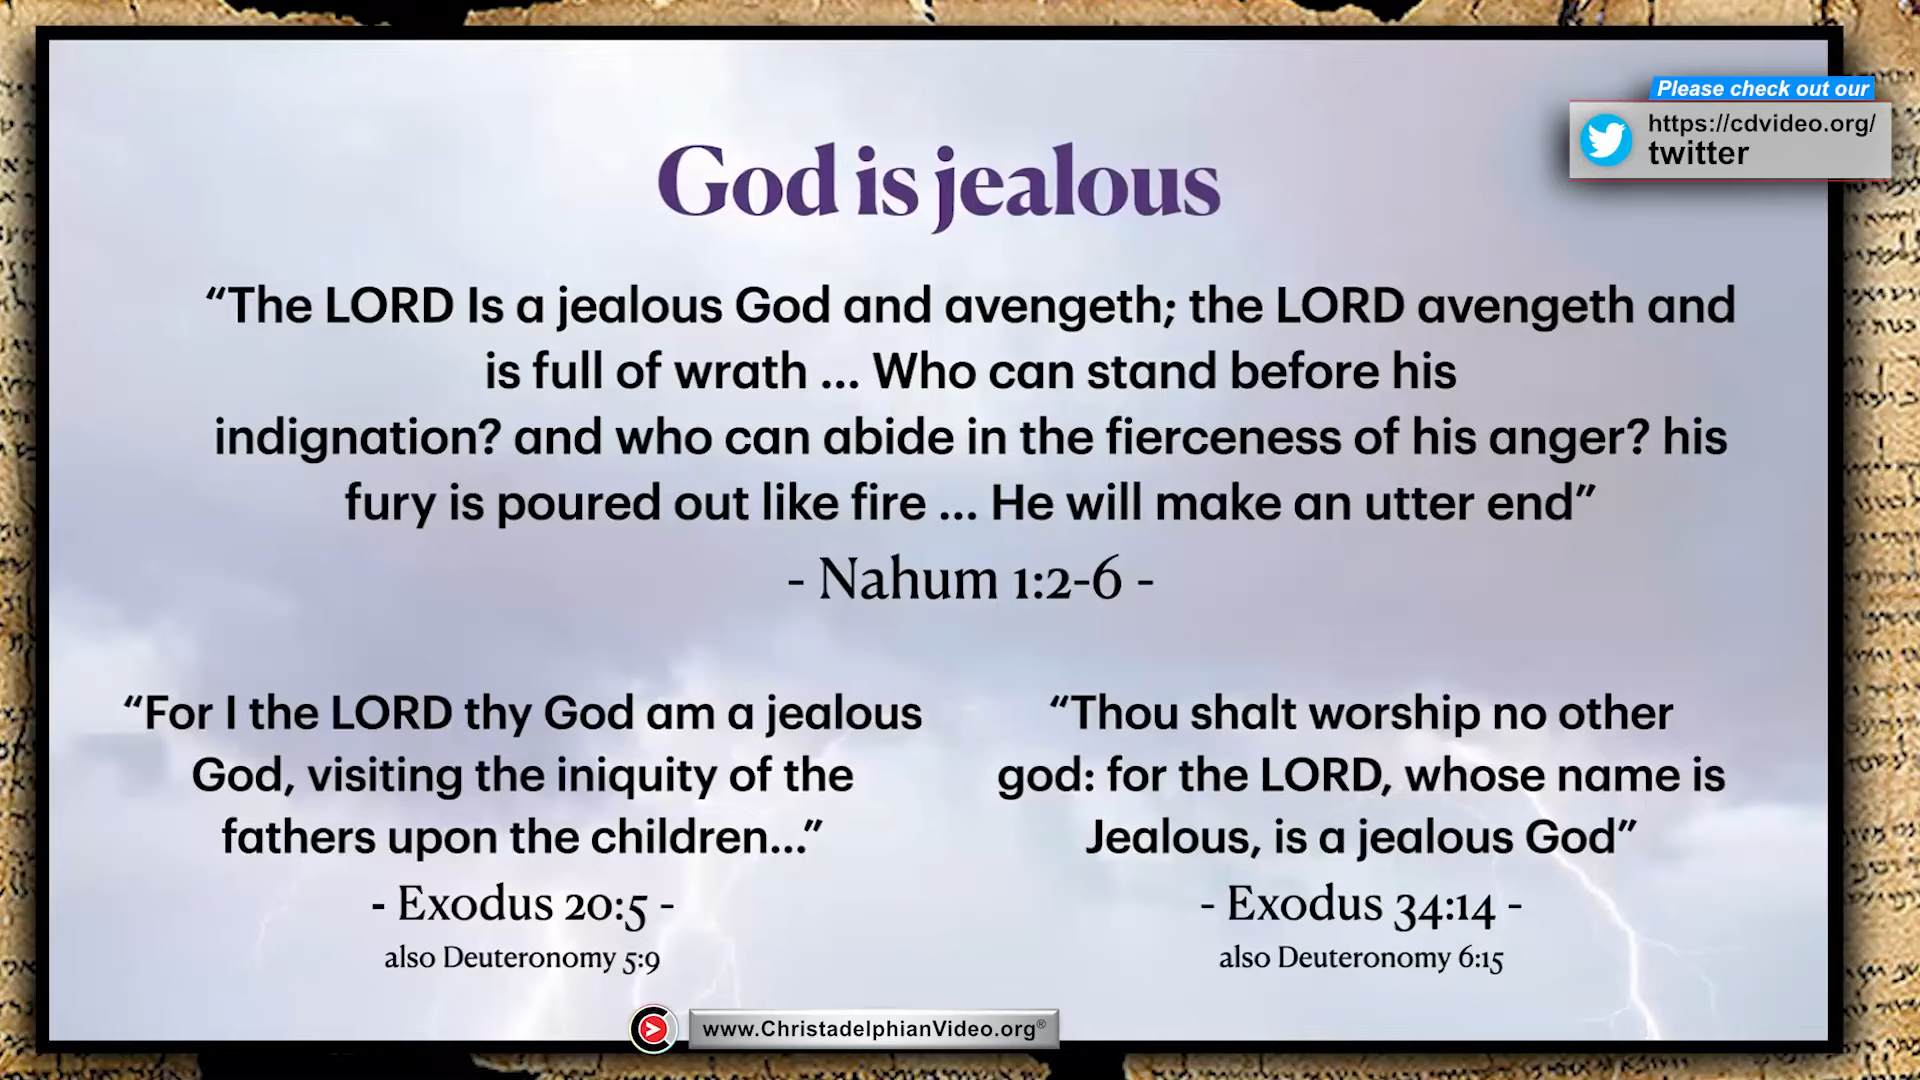 Please check out our
https://cdvideo.org/
twitter
God is jealous
“The LORD Is a jealous God and avengeth; the LORD avengeth and
is full of wrath ... Who can stand before his
indignation? and who can abide in the fierceness of his anger? his
fury is poured out like fire ... He will make an utter end”
- Nahum 1:2-6 -
“For I the LORD thy God am a jealous
God, visiting the iniquity of the
fathers upon the children...”
- Exodus 20:5 -
also Deuteronomy 5:9
“Thou shalt worship no other
god: for the LORD, whose name is
Jealous, is a jealous God”
- Exodus 34:14 -
also Deuteronomy 6:15
www.ChristadelphianVideo.org®